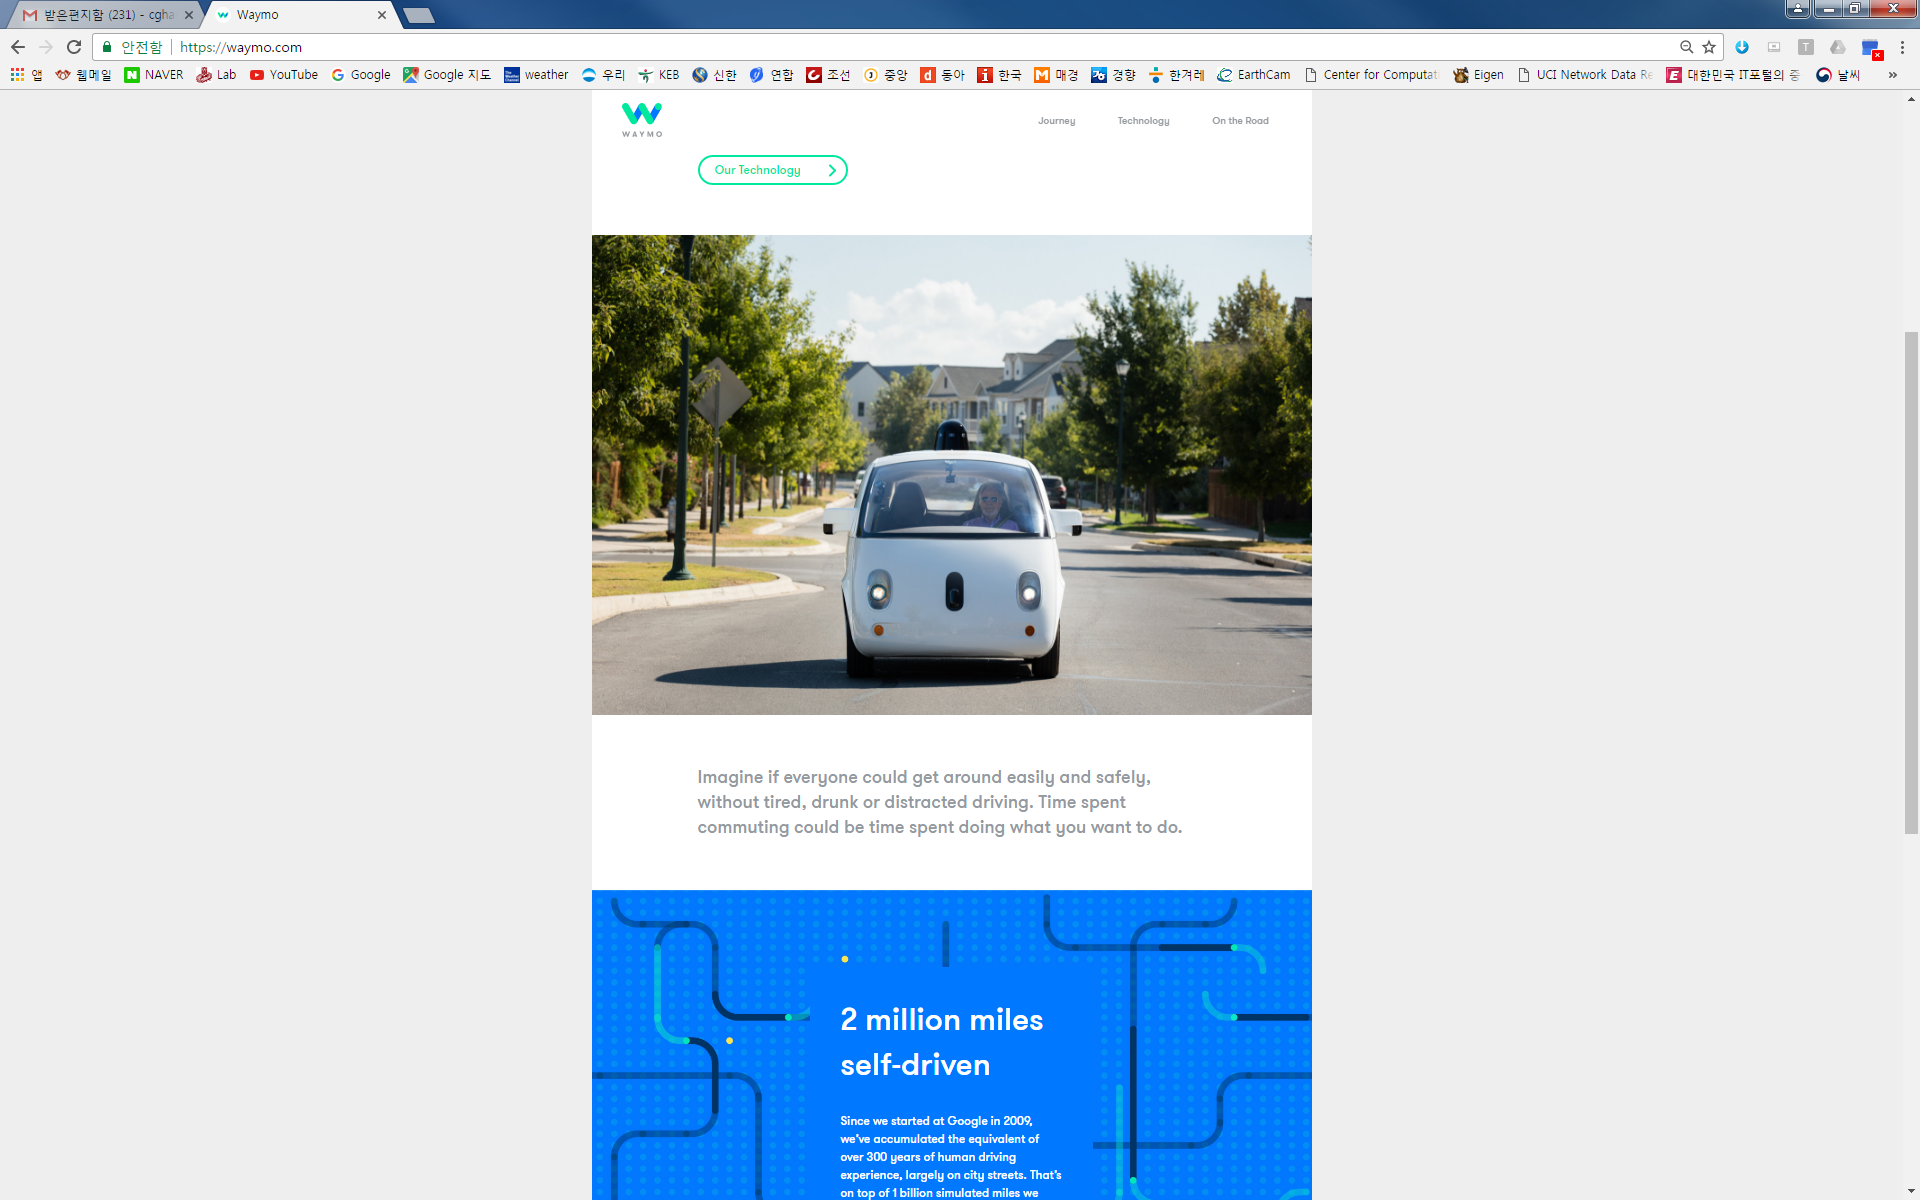 받은편지함 (231) - cgha
Waymo
안전함
https://waymo.com
앱
웹메일
NAVER
Lab
YouTube
Google
Google 지도
weather
우리
KEB
신한
연합
조선
중앙
동아
한국
매경
경향
한겨레
EarthCam
Center for Computat
Eigen
UCI Network Data Re
대한민국 IT포털의 중
날씨
WAYMO
Journey
Technology
On the Road
Our Technology
Imagine if everyone could get around easily and safely,
without tired, drunk or distracted driving. Time spent
commuting could be time spent doing what you want to do.
2 million miles
self-driven
Since we started at Google in 2009,
we've accumulated the equivalent of
over 300 years of human driving
experience, largely on city streets. That's
on top of 1 billion simulated miles we